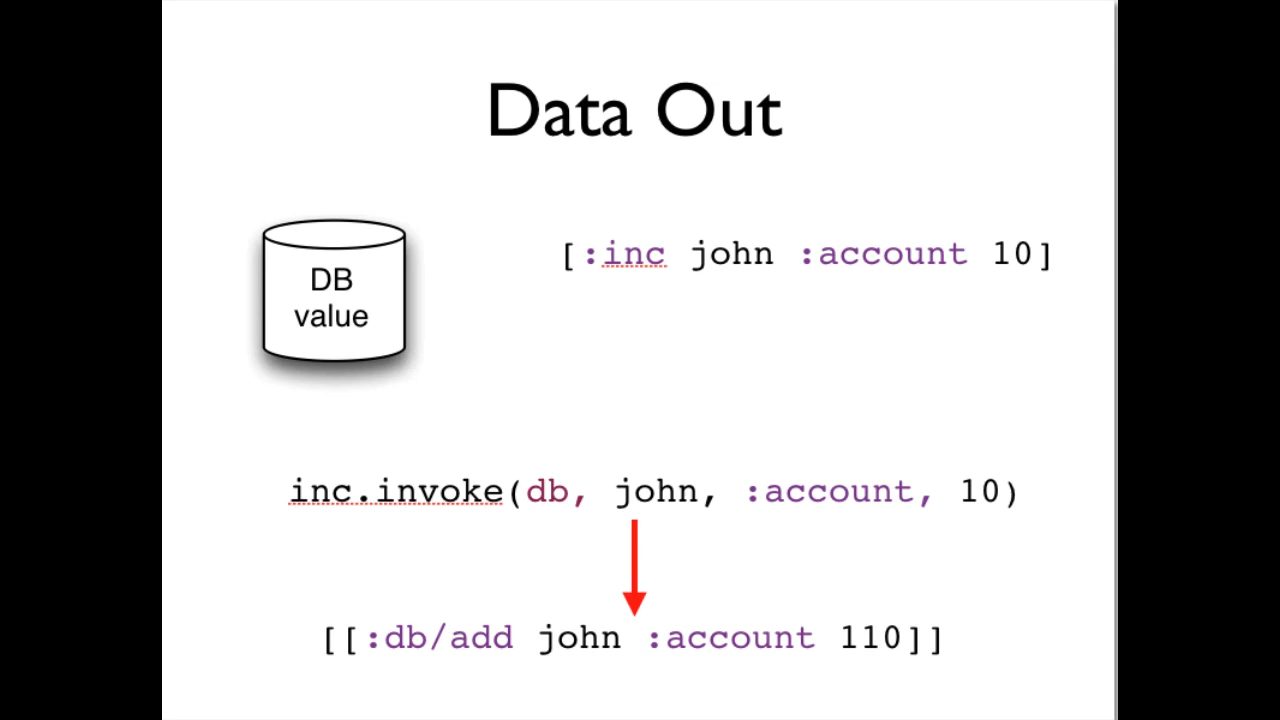 Data Out
DB
value
[:inc john :account 10]
inc.invoke(db, john, :account, 10)
[[:db/add john :account 110]]